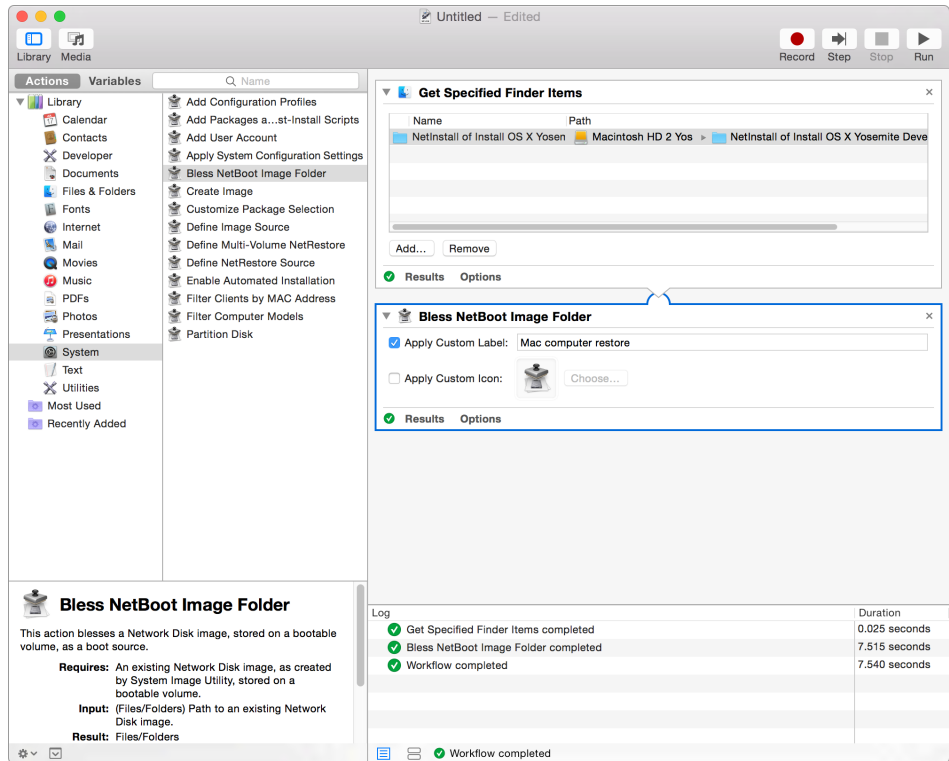 Untitled — Edited
Library Media
Record Step Stop Run
Actions Variables
Name
Library
Calendar
Contacts
Developer
Documents
Files & Folders
Fonts
Internet
Mail
Movies
Music
PDFs
Photos
Presentations
System
Text
Utilities
Most Used
Recently Added
Add Configuration Profiles
Add Packages a...st-Install Scripts
Add User Account
Apply System Configuration Settings
Bless NetBoot Image Folder
Create Image
Customize Package Selection
Define Image Source
Define Multi-Volume NetRestore
Define NetRestore Source
Enable Automated Installation
Filter Clients by MAC Address
Filter Computer Models
Partition Disk
Get Specified Finder Items
Name Path
NetInstall of Install OS X Yosen Macintosh HD 2 Yos NetInstall of Install OS X Yosemite Deve
Add... Remove
Results Options
Bless NetBoot Image Folder
Apply Custom Label: Mac computer restore
Apply Custom Icon: Choose...
Results Options
Bless NetBoot Image Folder
This action blesses a Network Disk image, stored on a bootable
volume, as a boot source.
Requires: An existing Network Disk image, as created
by System Image Utility, stored on a
bootable volume.
Input: (Files/Folders) Path to an existing Network
Disk image.
Result: Files/Folders
Log Duration
Get Specified Finder Items completed 0.025 seconds
Bless NetBoot Image Folder completed 7.515 seconds
Workflow completed 7.540 seconds
Workflow completed